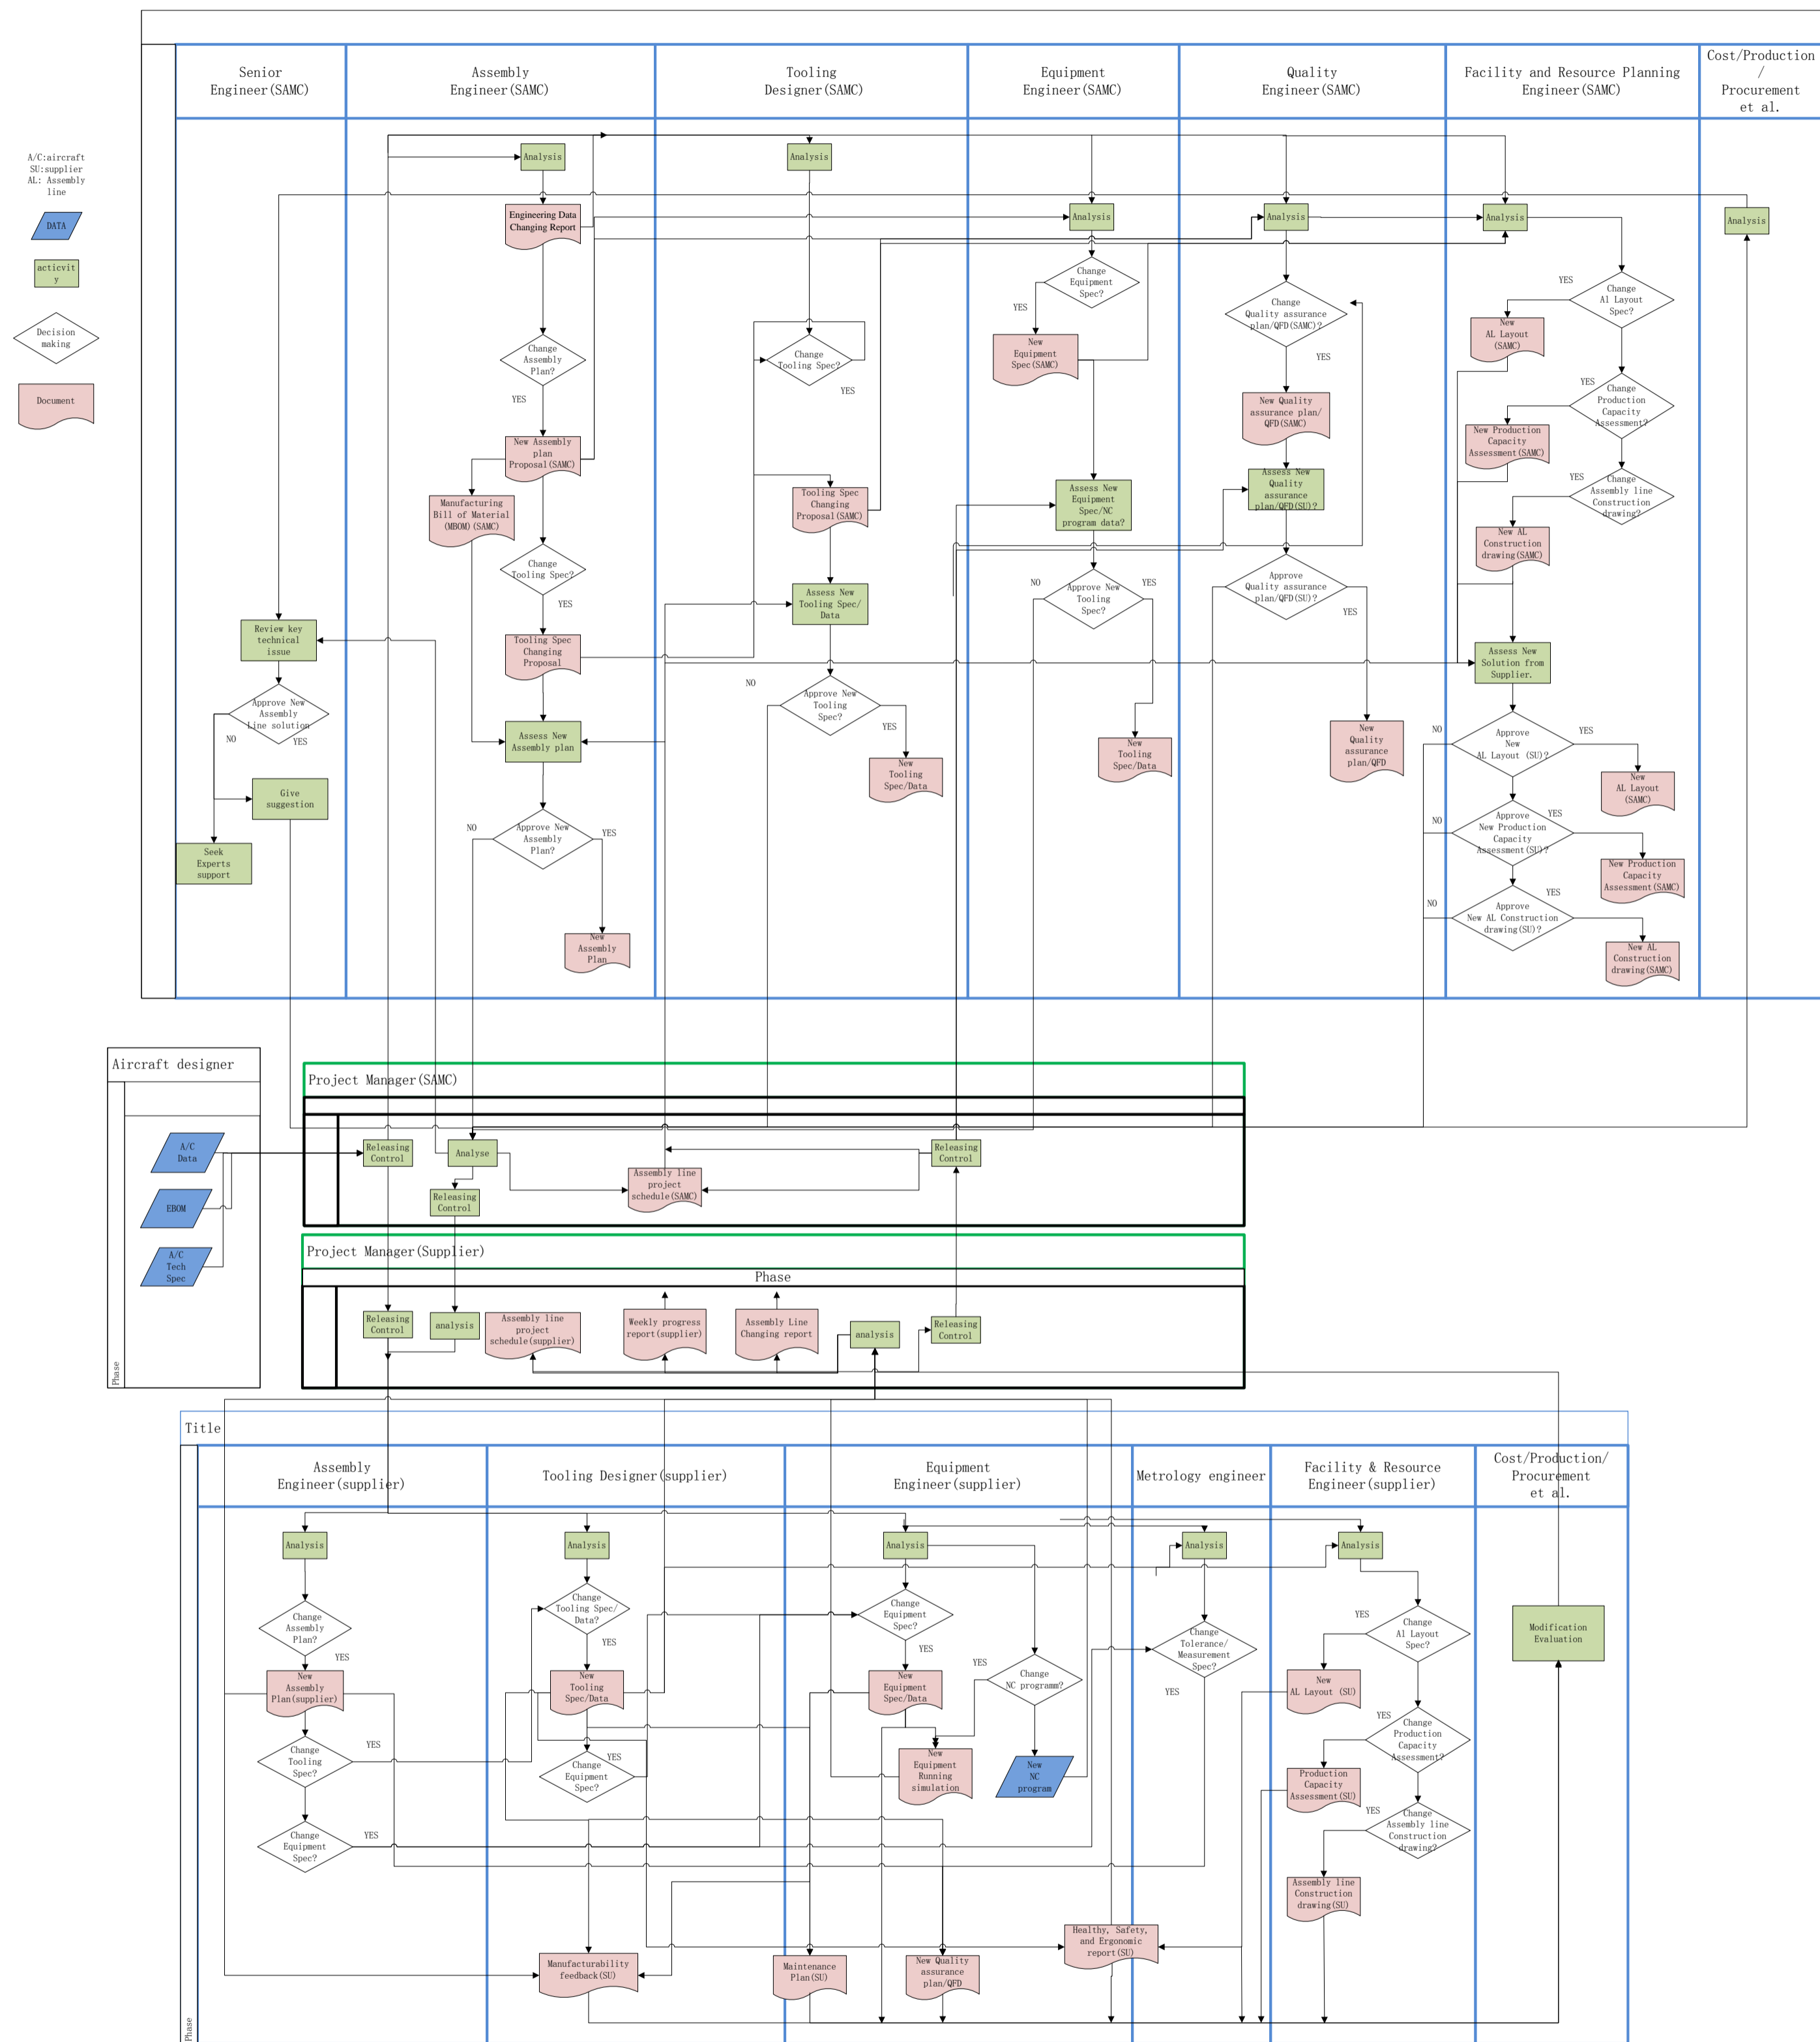 Senior
Engineer(SAMC)
Assembly
Engineer(SAMC)
Tooling
Designer(SAMC)
Equipment
Engineer(SAMC)
Quality
Engineer(SAMC)
Facility and Resource Planning
Engineer(SAMC)
Cost/Production
/
Procurement
et al.
A/C:aircraft
SU:supplier
AL: Assembly
line
DATA
acticvit
y
Decision
making
Document
Review key
technical
issue
Approve New
Assembly
Line solution
NO
YES
Give
suggestion
Seek
Experts
support
Analysis
Engineering Data
Changing Report
Change
Assembly
Plan?
YES
New Assembly
plan
Proposal(SAMC)
Manufacturing
Bill of Material
(MBOM)(SAMC)
Change
Tooling Spec?
YES
Tooling Spec
Changing
Proposal
Assess New
Assembly plan
NO
Approve New
Assembly
Plan?
YES
New
Assembly
Plan
Analysis
Change
Tooling Spec?
YES
Tooling Spec
Changing
Proposal(SAMC)
Assess New
Tooling Spec/
Data
NO
Approve New
Tooling
Spec?
YES
New
Tooling
Spec/Data
Analysis
Change
Equipment
Spec?
YES
New
Equipment
Spec(SAMC)
Assess New
Equipment
Spec/NC
program data?
NO
YES
Approve New
Tooling
Spec?
New
Tooling
Spec/Data
Analysis
Change
Quality assurance
plan/QFD(SAMC)?
YES
New Quality
assurance plan/
QFD(SAMC)
Assess New
Quality
assurance
plan/QFD(SU)?
Approve
Quality assurance
plan/QFD(SU)?
YES
New
Quality
assurance
plan/QFD
Analysis
YES
Change
Al Layout
Spec?
New
AL Layout
(SAMC)
YES
Change
Production
Capacity
Assessment?
New Production
Capacity
Assessment(SAMC)
YES
Change
Assembly line
Construction
drawing?
New AL
Construction
drawing(SAMC)
Assess New
Solution from
Supplier.
NO
Approve
New
AL Layout (SU)?
YES
New
AL Layout
(SAMC)
NO
Approve
New Production
Capacity
Assessment(SU)?
YES
New Production
Capacity
Assessment(SAMC)
NO
Approve
New AL Construction
drawing(SU)?
YES
New AL
Construction
drawing(SAMC)
Analysis
Aircraft designer
A/C
Data
EBOM
A/C
Tech
Spec
Phase
Project Manager(SAMC)
Releasing
Control
Analyse
Releasing
Control
Assembly line
project
schedule(SAMC)
Releasing
Control
Project Manager(Supplier)
Phase
Releasing
Control
analysis
Assembly line
project
schedule(supplier)
Weekly progress
report(supplier)
Assembly Line
Changing report
analysis
Releasing
Control
Title
Phase
Assembly
Engineer(supplier)
Tooling Designer(supplier)
Equipment
Engineer(supplier)
Metrology engineer
Facility & Resource
Engineer(supplier)
Cost/Production/
Procurement
et al.
Analysis
Change
Assembly
Plan?
YES
New
Assembly
Plan(supplier)
Change
Tooling
Spec?
YES
Change
Equipment
Spec?
YES
Analysis
Change
Tooling Spec/
Data?
YES
New
Tooling
Spec/Data
YES
Change
Equipment
Spec?
Manufacturability
feedback(SU)
Analysis
Change
Equipment
Spec?
YES
New
Equipment
Spec/Data
YES
Change
NC programm?
New
Equipment
Running
simulation
New
NC
program
Maintenance
Plan(SU)
New Quality
assurance
plan/QFD
Healthy, Safety,
and Ergonomic
report(SU)
Analysis
Change
Tolerance/
Measurement
Spec?
YES
Analysis
YES
Change
Al Layout
Spec?
New
AL Layout (SU)
YES
Change
Production
Capacity
Assessment?
Production
Capacity
Assessment(SU)
YES
Change
Assembly line
Construction
drawing?
Assembly line
Construction
drawing(SU)
Modification
Evaluation